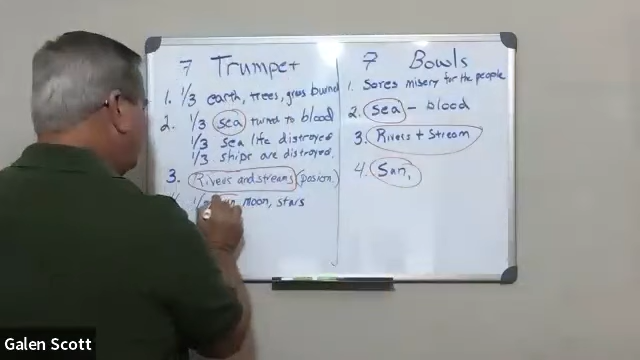 7 Trumpet
1. 1/3 earth, trees, grass burned
2. 1/3 sea turned to blood
1/3 sea life distroyed
1/3 ships are distroyed.
3. Rivers and streams (posion)
moon, stars
7 Bowls
1. Sores misery for the people
2. Sea - blood
3. Rivers + Stream
4. Sun,
Galen Scott